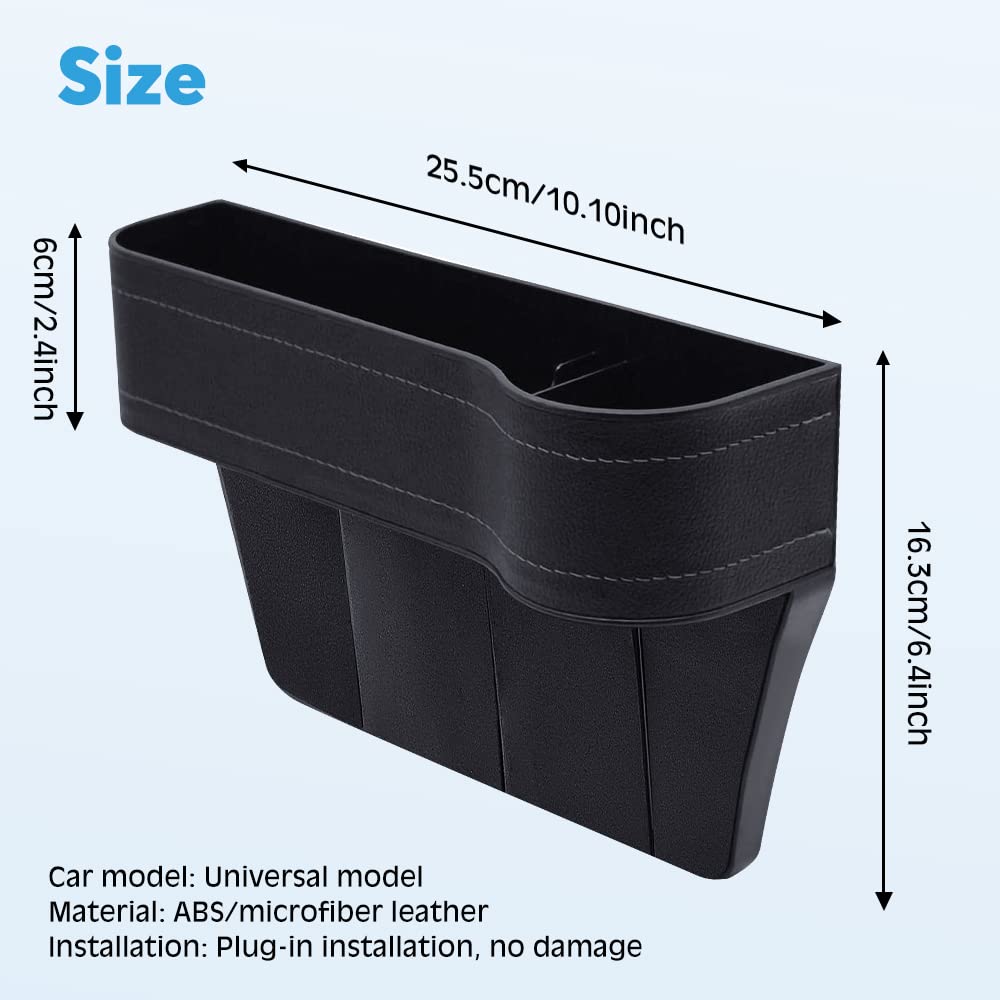 Size
25.5cm/10.10inch
6cm/2.4inch
16.3cm/6.4inch
Car model: Universal model
Material: ABS/microfiber leather
Installation: Plug-in installation, no damage